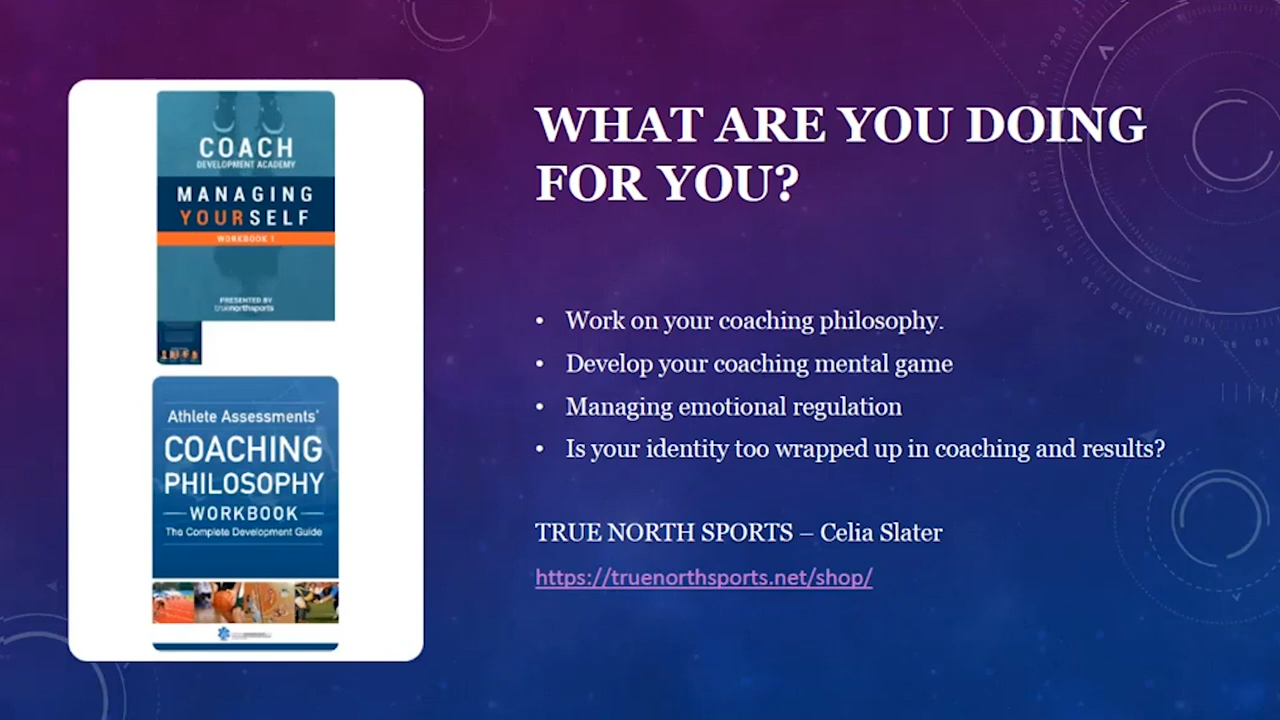 COACH
DEVELOPMENT ACADEMY
MANAGING
YOURSELF
WORKBOOK 1
PRESENTED BY
truenorthsports
Athlete Assessments'
COACHING
PHILOSOPHY
WORKBOOK
The Complete Development Guide
WHAT ARE YOU DOING
FOR YOU?
• Work on your coaching philosophy.
• Develop your coaching mental game
• Managing emotional regulation
• Is your identity too wrapped up in coaching and results?
TRUE NORTH SPORTS – Celia Slater
https://truenorthsports.net/shop/